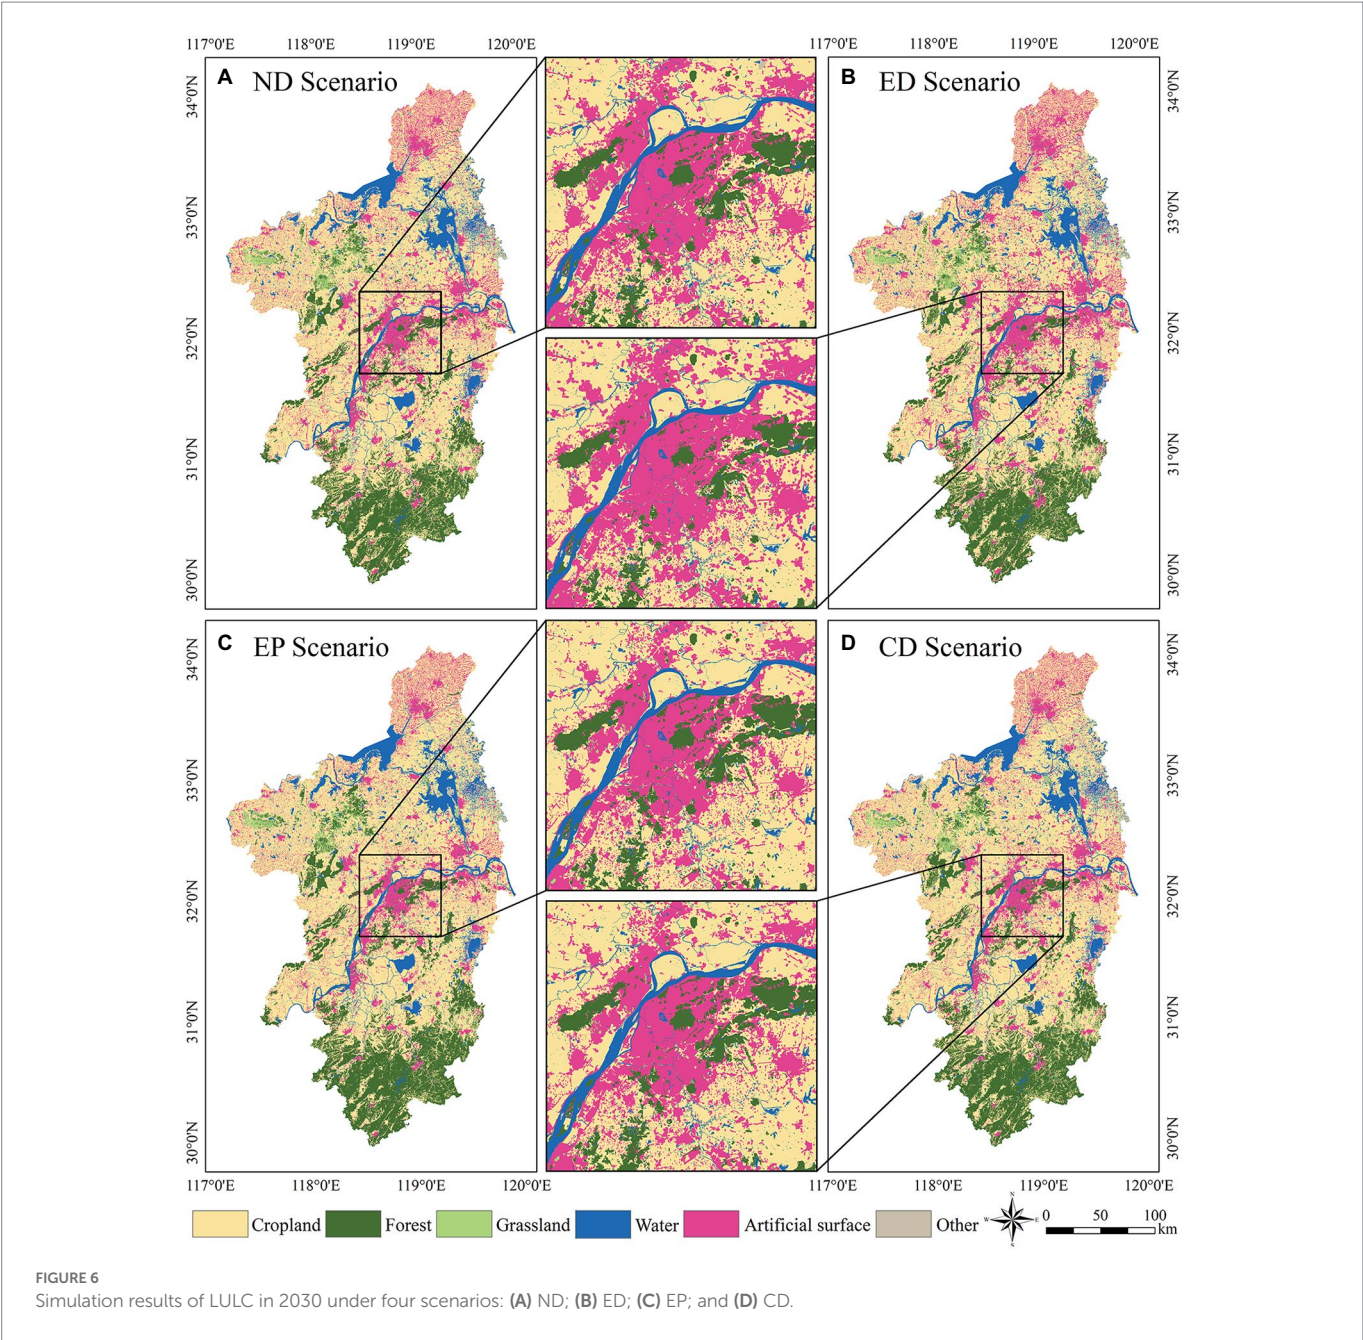 117°0'E 118°0'E 119°0'E 120°0'E 117°0'E 118°0'E 119°0'E 120°0'E
A ND Scenario
B ED Scenario
34°0'N 33°0'N 32°0'N 31°0'N 30°0'N
34°0'N 33°0'N 32°0'N 31°0'N 30°0'N
C EP Scenario
D CD Scenario
34°0'N 33°0'N 32°0'N 31°0'N 30°0'N
34°0'N 33°0'N 32°0'N 31°0'N 30°0'N
117°0'E 118°0'E 119°0'E 120°0'E 117°0'E 118°0'E 119°0'E 120°0'E
Cropland Forest Grassland Water Artificial surface Other
N
W E
S
0 50 100
km
FIGURE 6
Simulation results of LULC in 2030 under four scenarios: (A) ND; (B) ED; (C) EP; and (D) CD.